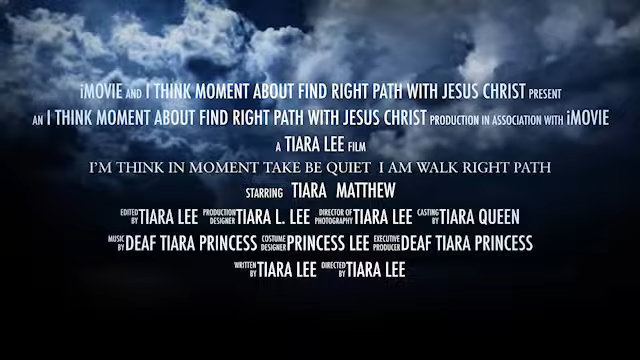 iMOVIE AND I THINK MOMENT ABOUT FIND RIGHT PATH WITH JESUS CHRIST PRESENT
AN I THINK MOMENT ABOUT FIND RIGHT PATH WITH JESUS CHRIST PRODUCTION IN ASSOCIATION WITH iMOVIE
A TIARA LEE FILM
I'M THINK IN MOMENT TAKE BE QUIET I AM WALK RIGHT PATH
STARRING TIARA MATTHEW
EDITED BY TIARA LEE PRODUCTION DESIGNER TIARA L. LEE DIRECTOR OF PHOTOGRAPHY TIARA LEE CASTING BY TIARA QUEEN
MUSIC BY DEAF TIARA PRINCESS COSTUME DESIGNER PRINCESS LEE EXECUTIVE PRODUCER DEAF TIARA PRINCESS
WRITTEN BY TIARA LEE DIRECTED BY TIARA LEE